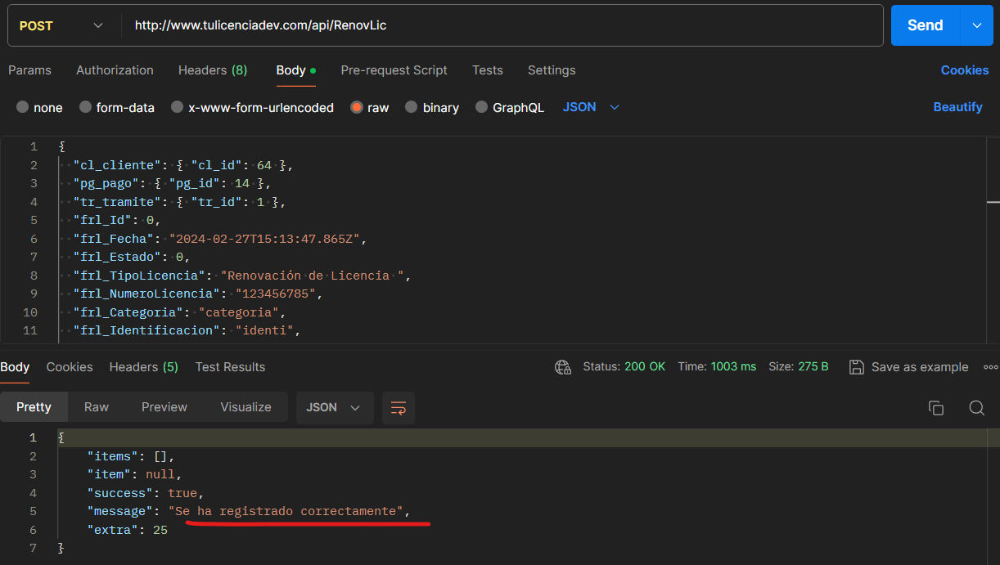 POST http://www.tulicenciadev.com/api/RenovLic Send
Params Authorization Headers (8) Body Pre-request Script Tests Settings Cookies
none form-data x-www-form-urlencoded raw binary GraphQL JSON Beautify
1 {
2 "cl_cliente": { "cl_id": 64 },
3 "pg_pago": { "pg_id": 14 },
4 "tr_tramite": { "tr_id": 1 },
5 "frl_Id": 0,
6 "frl_Fecha": "2024-02-27T15:13:47.865Z",
7 "frl_Estado": 0,
8 "frl_TipoLicencia": "Renovación de Licencia ",
9 "frl_NumeroLicencia": "123456785",
10 "frl_Categoria": "categoria",
11 "frl_Identificacion": "identi",
Body Cookies Headers (5) Test Results Status: 200 OK Time: 1003 ms Size: 275 B Save as example
Pretty Raw Preview Visualize JSON
1 {
2 "items": [],
3 "item": null,
4 "success": true,
5 "message": "Se ha registrado correctamente",
6 "extra": 25
7 }